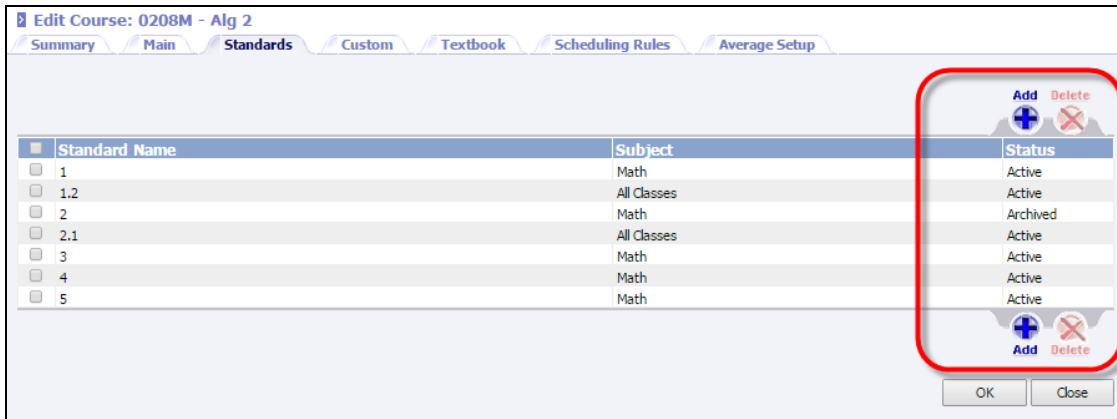 Edit Course: 0208M - Alg 2
Summary Main Standards Custom Textbook Scheduling Rules Average Setup
Add Delete
Standard Name Subject Status
1 Math Active
1.2 All Classes Active
2 Math Archived
2.1 All Classes Active
3 Math Active
4 Math Active
5 Math Active
Add Delete
OK Close